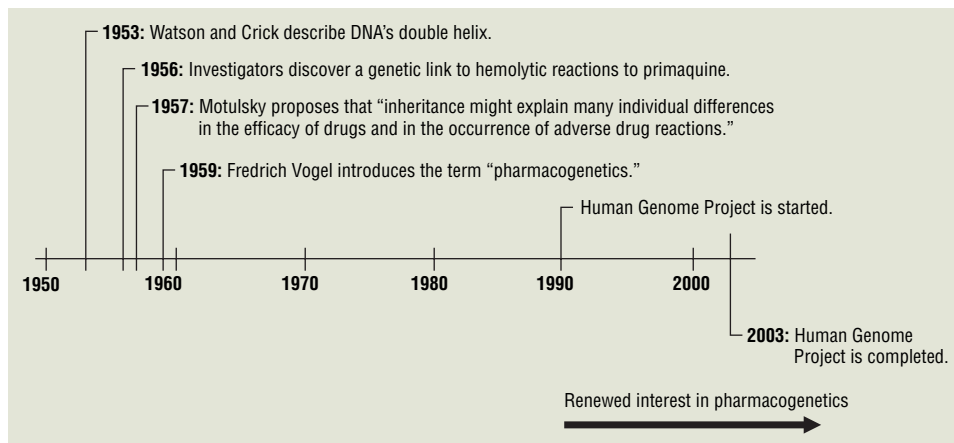 1953: Watson and Crick describe DNA’s double helix.
1956: Investigators discover a genetic link to hemolytic reactions to primaquine.
1957: Motulsky proposes that “inheritance might explain many individual differences
in the efficacy of drugs and in the occurrence of adverse drug reactions.”
1959: Fredrich Vogel introduces the term “pharmacogenetics.”
Human Genome Project is started.
1950 1960 1970 1980 1990 2000
2003: Human Genome
Project is completed.
Renewed interest in pharmacogenetics